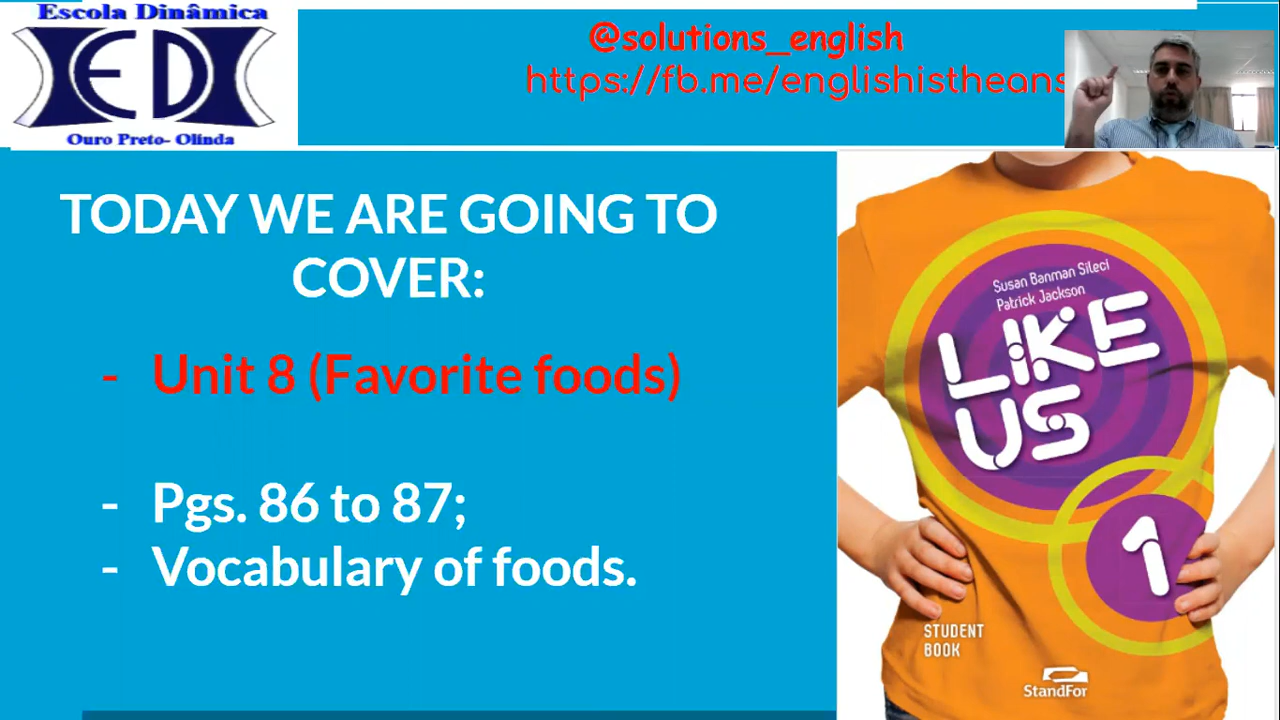 Escola Dinâmica
ED
Ouro Preto- Olinda
@solutions_english
https://fb.me/englishistheans
TODAY WE ARE GOING TO
COVER:
- Unit 8 (Favorite foods)
- Pgs. 86 to 87;
- Vocabulary of foods.
Susan Banman Sileci
Patrick Jackson
LIKE
US
1
STUDENT
BOOK
StandFor